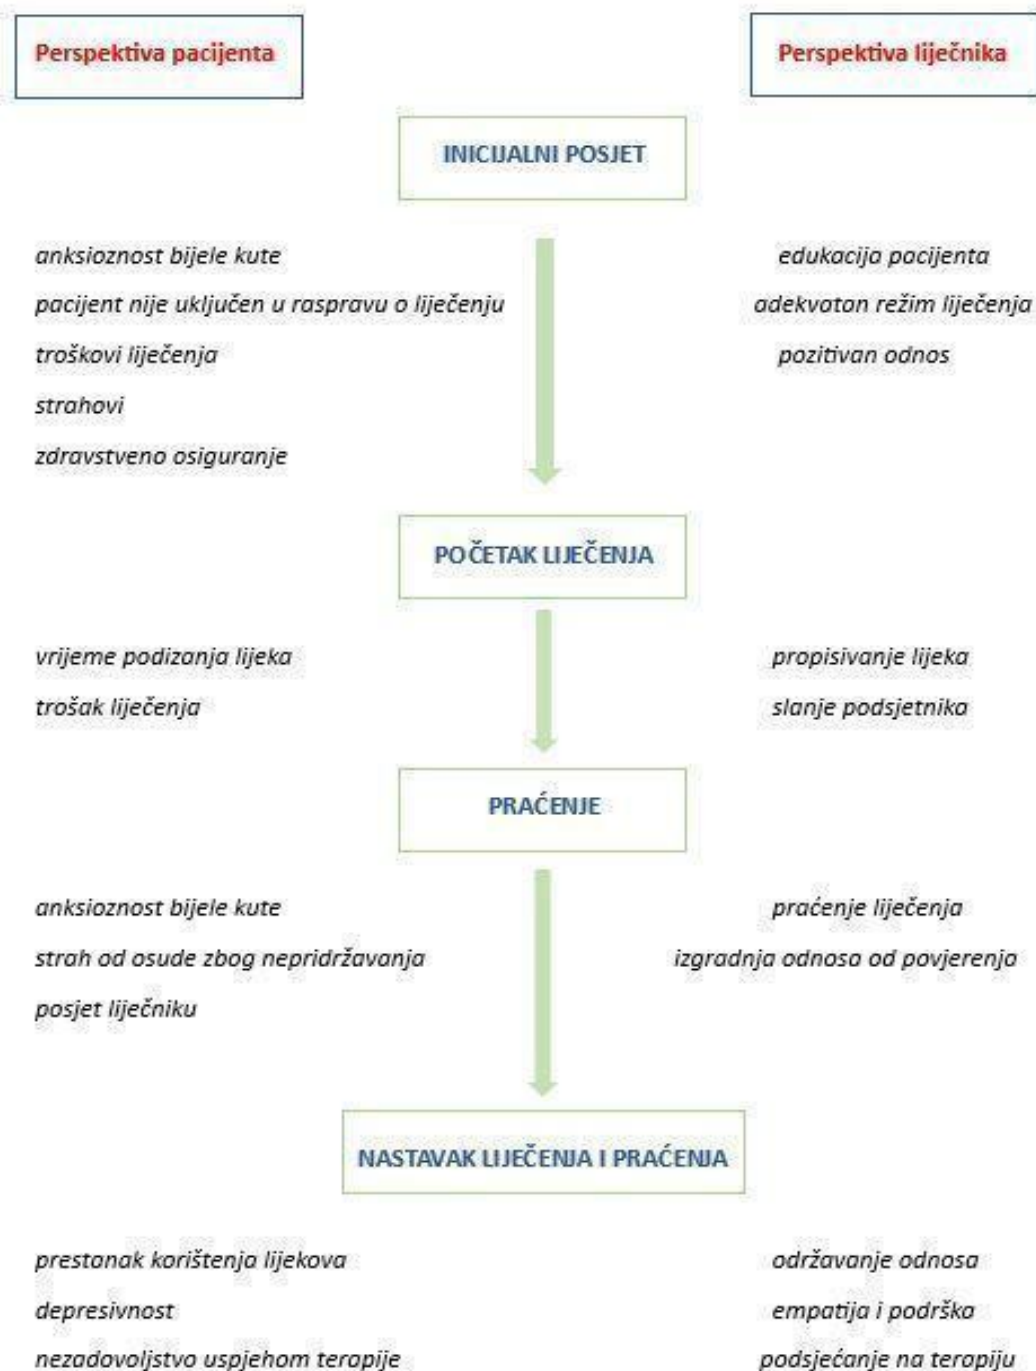 Perspektiva pacijenta
Perspektiva liječnika
INICIJALNI POSJET
anksioznost bijele kute
edukacija pacijenta
pacijent nije uključen u raspravu o liječenju
adekvatan režim liječenja
troškovi liječenja
pozitivan odnos
strahovi
zdravstveno osiguranje
POČETAK LIJEČENJA
vrijeme podizanja lijeka
propisivanje lijeka
trošak liječenja
slanje podsjetnika
PRAĆENJE
anksioznost bijele kute
praćenje liječenja
strah od osude zbog nepridržavanja
izgradnja odnosa od povjerenja
posjet liječniku
NASTAVAK LIJEČENJA I PRAĆENJA
prestanak korištenja lijekova
održavanje odnosa
depresivnost
empatija i podrška
nezadovoljstvo uspjehom terapije
podsjećanje na terapiju